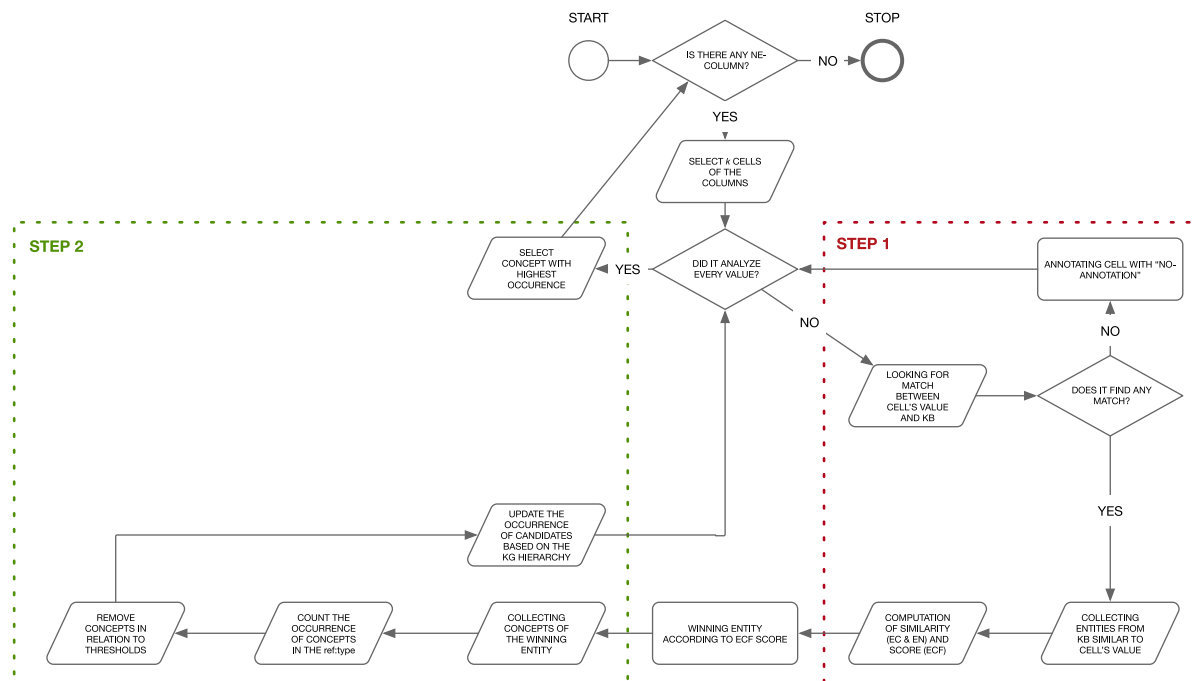 START
STOP
IS THERE ANY NE-
COLUMN?
NO
YES
SELECT k CELLS
OF THE
COLUMNS
STEP 2
STEP 1
SELECT
CONCEPT WITH
HIGHEST
OCCURENCE
YES
DID IT ANALYZE
EVERY VALUE?
ANNOTATING CELL WITH “NO-
ANNOTATION”
NO
NO
LOOKING FOR
MATCH
BETWEEN
CELL'S VALUE
AND KB
DOES IT FIND ANY
MATCH?
YES
UPDATE THE
OCCURRENCE
OF CANDIDATES
BASED ON THE
KG HIERARCHY
REMOVE
CONCEPTS IN
RELATION TO
THRESHOLDS
COUNT THE
OCCURRENCE
OF CONCEPTS
IN THE ref:type
COLLECTING
CONCEPTS OF
THE WINNING
ENTITY
WINNING ENTITY
ACCORDING TO ECF SCORE
COMPUTATION
OF SIMILARITY
(EC & EN) AND
SCORE (ECF)
COLLECTING
ENTITIES FROM
KB SIMILAR TO
CELL'S VALUE